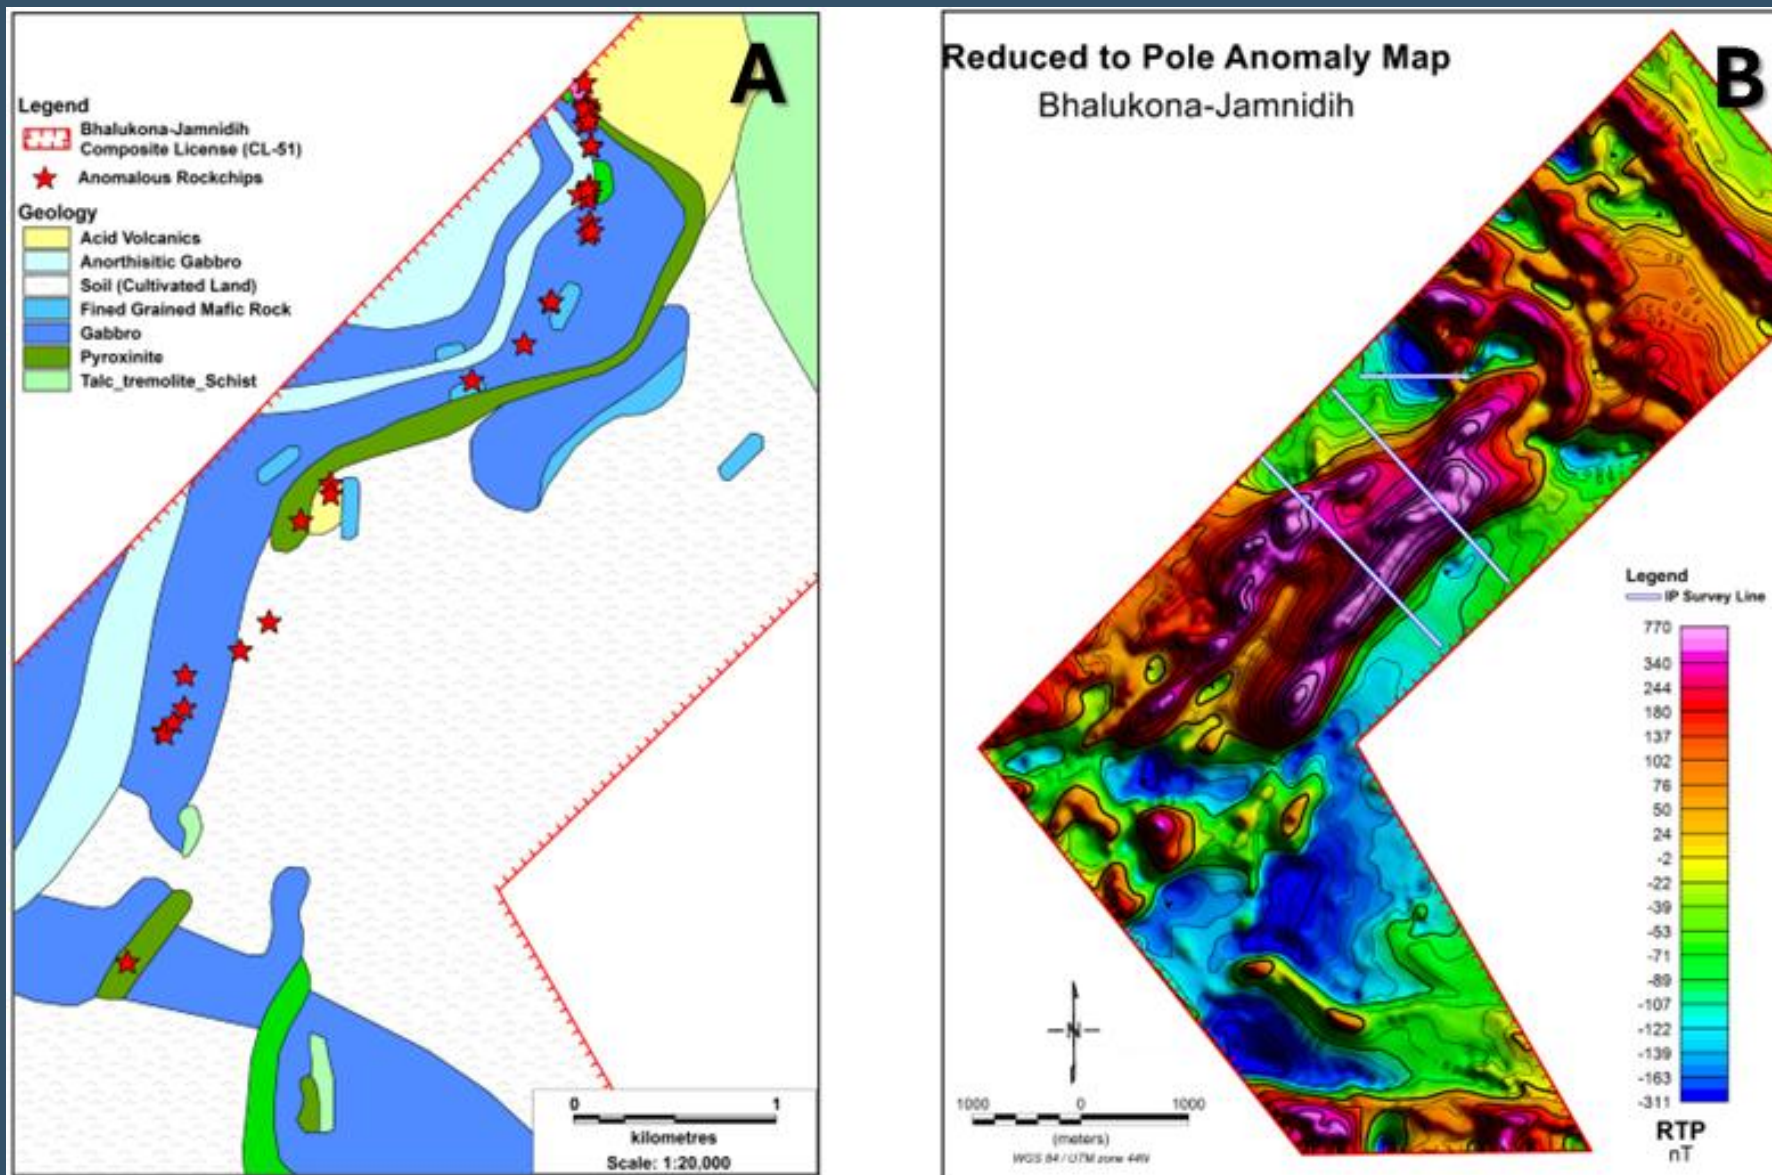 A
Legend
Bhalukona-Jamnidih
Composite License (CL-51)
Anomalous Rockchips
Geology
Acid Volcanics
Anorthisitic Gabbro
Soil (Cultivated Land)
Fined Grained Mafic Rock
Gabbro
Pyroxinite
Talc_tremolite_Schist
0 1
kilometres
Scale: 1:20,000
B
Reduced to Pole Anomaly Map
Bhalukona-Jamnidih
Legend
IP Survey Line
770
340
244
180
137
102
76
50
24
-2
-22
-39
-53
-71
-89
-107
-122
-139
-163
-311
RTP
nT
N
1000 0 1000
(meters)
WGS 84 / UTM zone 44N